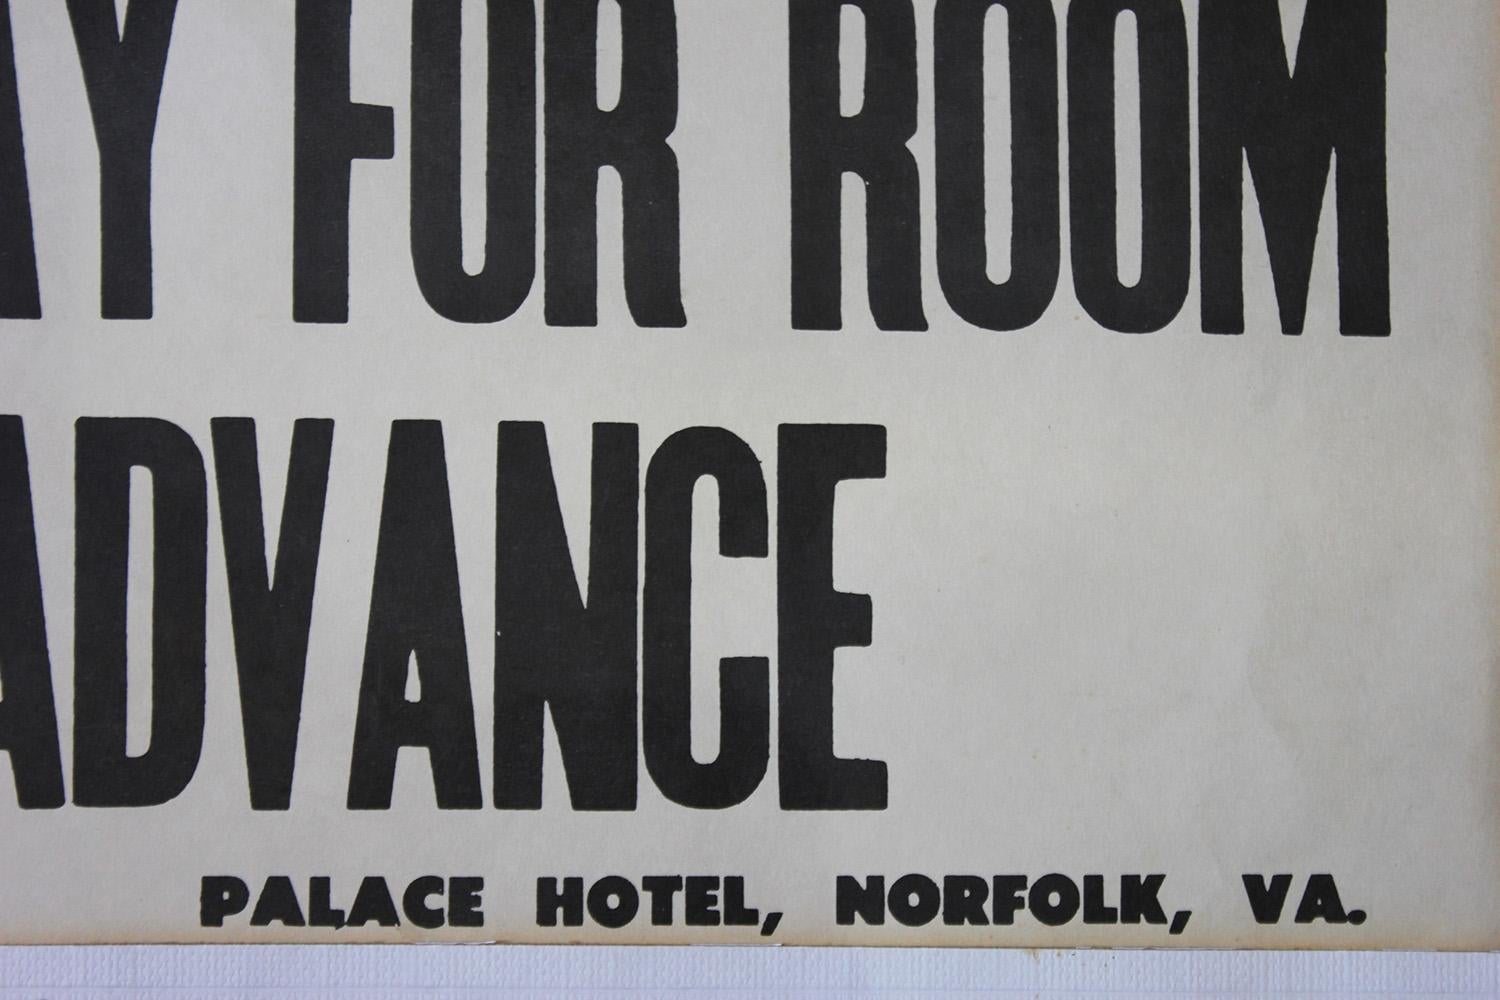 AY FOR ROOM
ADVANCE
PALACE HOTEL, NORFOLK, VA.